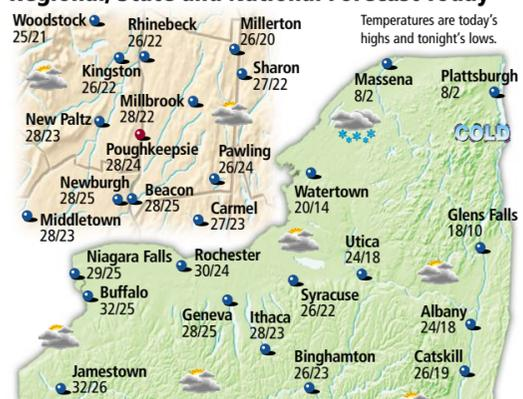 Regional, State and National Forecast Today
Temperatures are today's
highs and tonight's lows.
Woodstock
25/21
Rhinebeck
26/22
Millerton
26/20
Kingston
26/22
Sharon
27/22
Millbrook
28/22
New Paltz
28/23
Poughkeepsie
28/24
Pawling
26/24
Newburgh
28/25
Beacon
28/25
Middletown
28/23
Carmel
27/23
Massena
8/2
Plattsburgh
8/2
COLD
Watertown
20/14
Glens Falls
18/10
Niagara Falls
29/25
Rochester
30/24
Utica
24/18
Buffalo
32/25
Syracuse
26/22
Geneva
28/25
Ithaca
28/23
Albany
24/18
Binghamton
26/23
Catskill
26/19
Jamestown
32/26